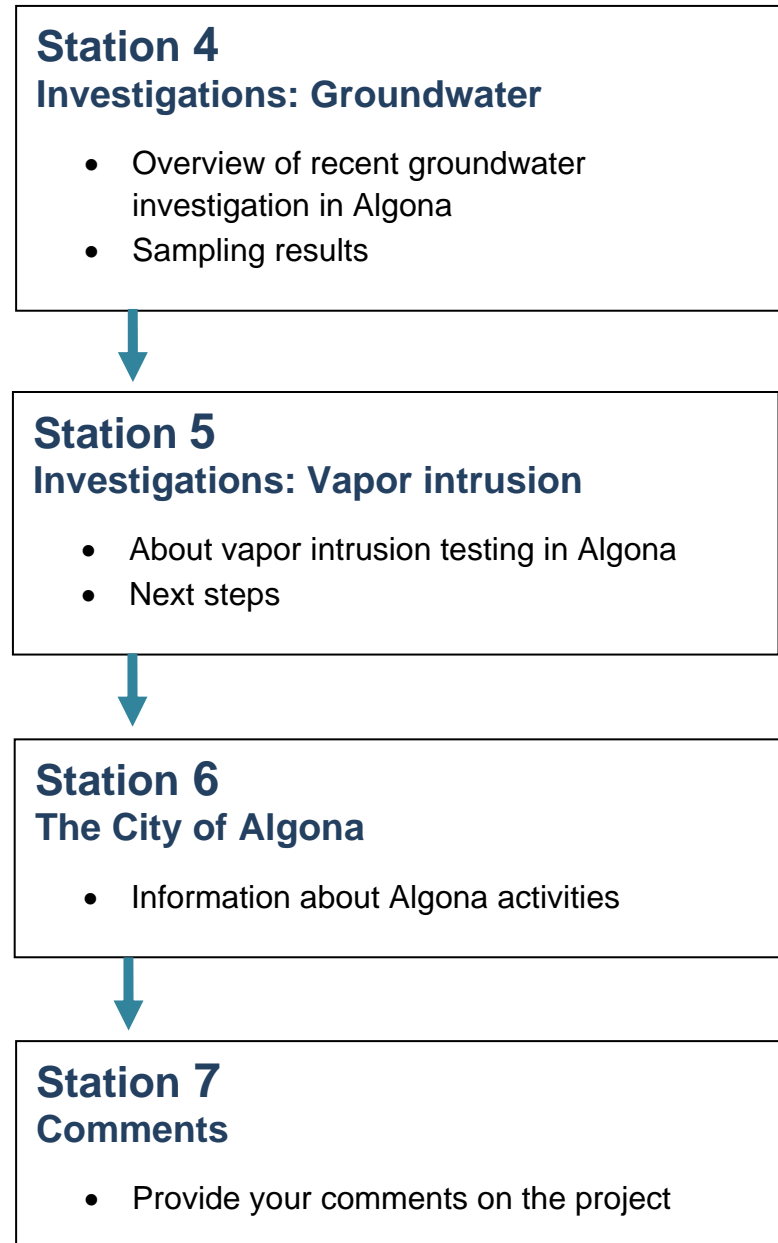 Station 4
Investigations: Groundwater
• Overview of recent groundwater
investigation in Algona
• Sampling results
Station 5
Investigations: Vapor intrusion
• About vapor intrusion testing in Algona
• Next steps
Station 6
The City of Algona
• Information about Algona activities
Station 7
Comments
• Provide your comments on the project